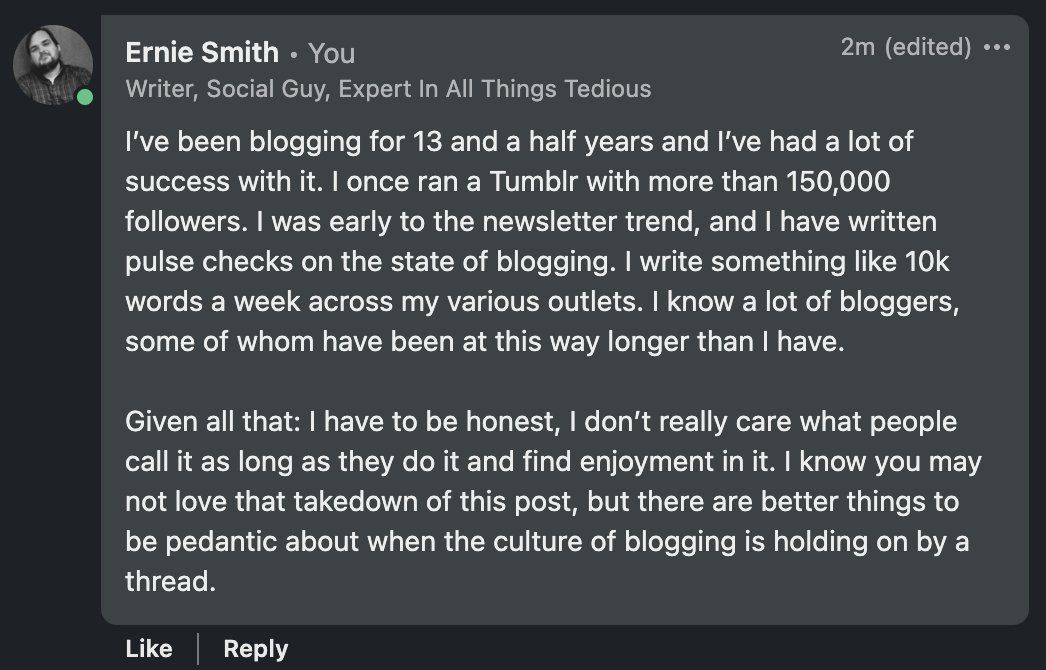 Ernie Smith • You
2m (edited) •••
Writer, Social Guy, Expert In All Things Tedious
I’ve been blogging for 13 and a half years and I’ve had a lot of
success with it. I once ran a Tumblr with more than 150,000
followers. I was early to the newsletter trend, and I have written
pulse checks on the state of blogging. I write something like 10k
words a week across my various outlets. I know a lot of bloggers,
some of whom have been at this way longer than I have.
Given all that: I have to be honest, I don’t really care what people
call it as long as they do it and find enjoyment in it. I know you may
not love that takedown of this post, but there are better things to
be pedantic about when the culture of blogging is holding on by a
thread.
Like | Reply